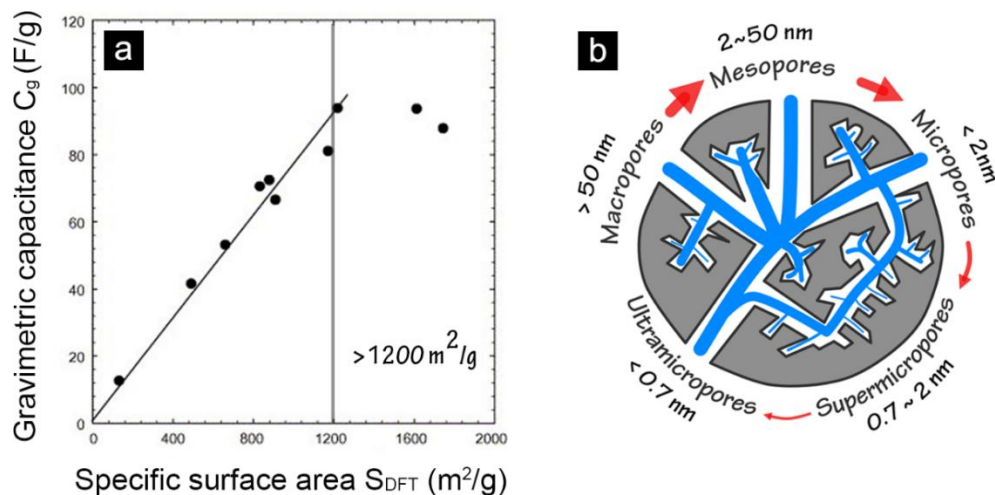 a
Gravimetric capacitance Cg (F/g)
120
100
80
60
40
20
0
0 400 800 1200 1600 2000
>1200 m²/g
Specific surface area SDFT (m²/g)
b
2~50 nm
Mesopores
Micropores
< 2nm
Supermicropores
0.7 ~ 2 nm
Ultramicropores
< 0.7 nm
Macropores
> 50 nm